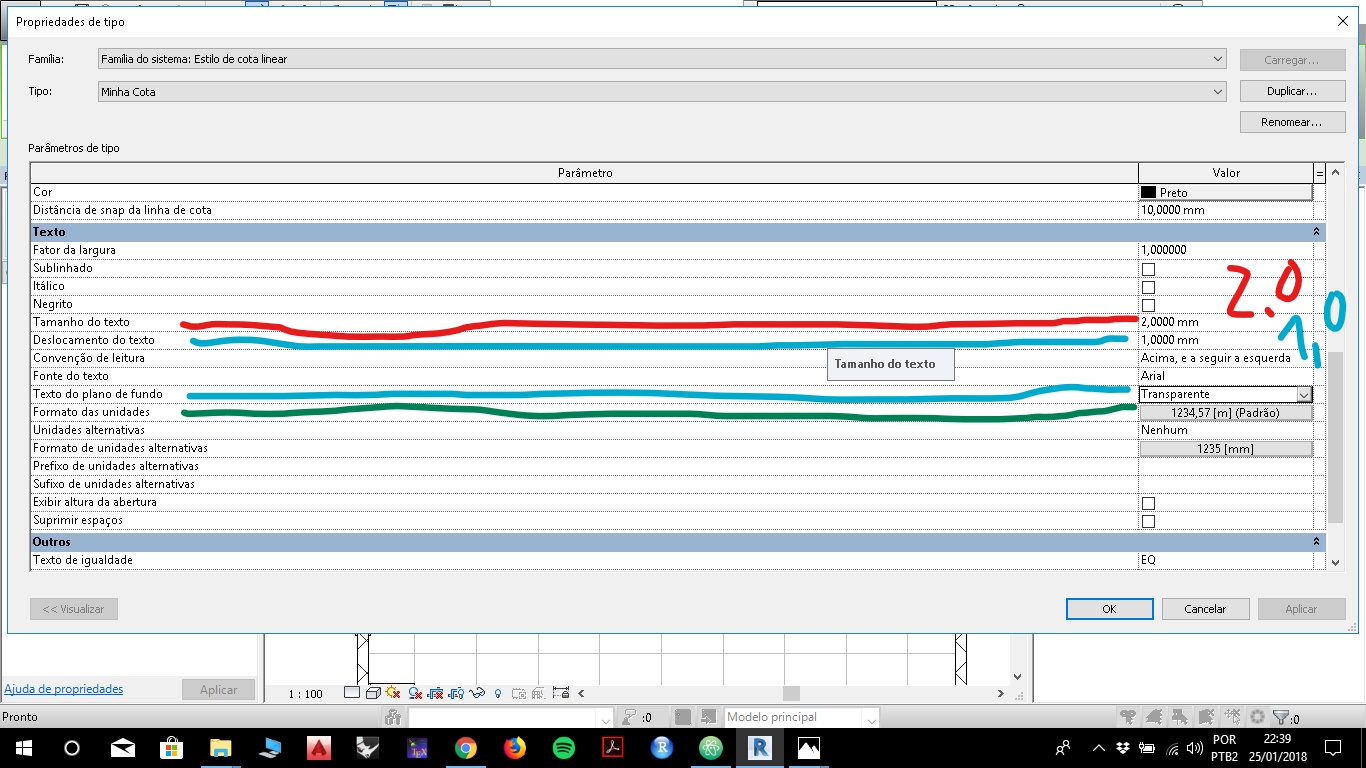 Propriedades de tipo
Família:
Família do sistema: Estilo de cota linear
Carregar...
Tipo:
Minha Cota
Duplicar...
Renomear...
Parâmetros de tipo
Parâmetro Valor =
Cor Preto
Distância de snap da linha de cota 10,0000 mm
Texto
Fator da largura 1,000000
Sublinhado
Itálico
Negrito
2.0
Tamanho do texto 2,0000 mm
1,0
Deslocamento do texto 1,0000 mm
Convenção de leitura Acima, e a seguir a esquerda
Tamanho do texto
Fonte do texto Arial
Texto do plano de fundo Transparente
Formato das unidades 1234,57 [m] (Padrão)
Unidades alternativas Nenhum
Formato de unidades alternativas 1235 [mm]
Prefixo de unidades alternativas
Sufixo de unidades alternativas
Exibir altura da abertura
Suprimir espaços
Outros
Texto de igualdade EQ
<< Visualizar OK Cancelar Aplicar
Ajuda de propriedades Aplicar
1 : 100
Pronto :0 Modelo principal :0
POR 22:39
PTB2 25/01/2018